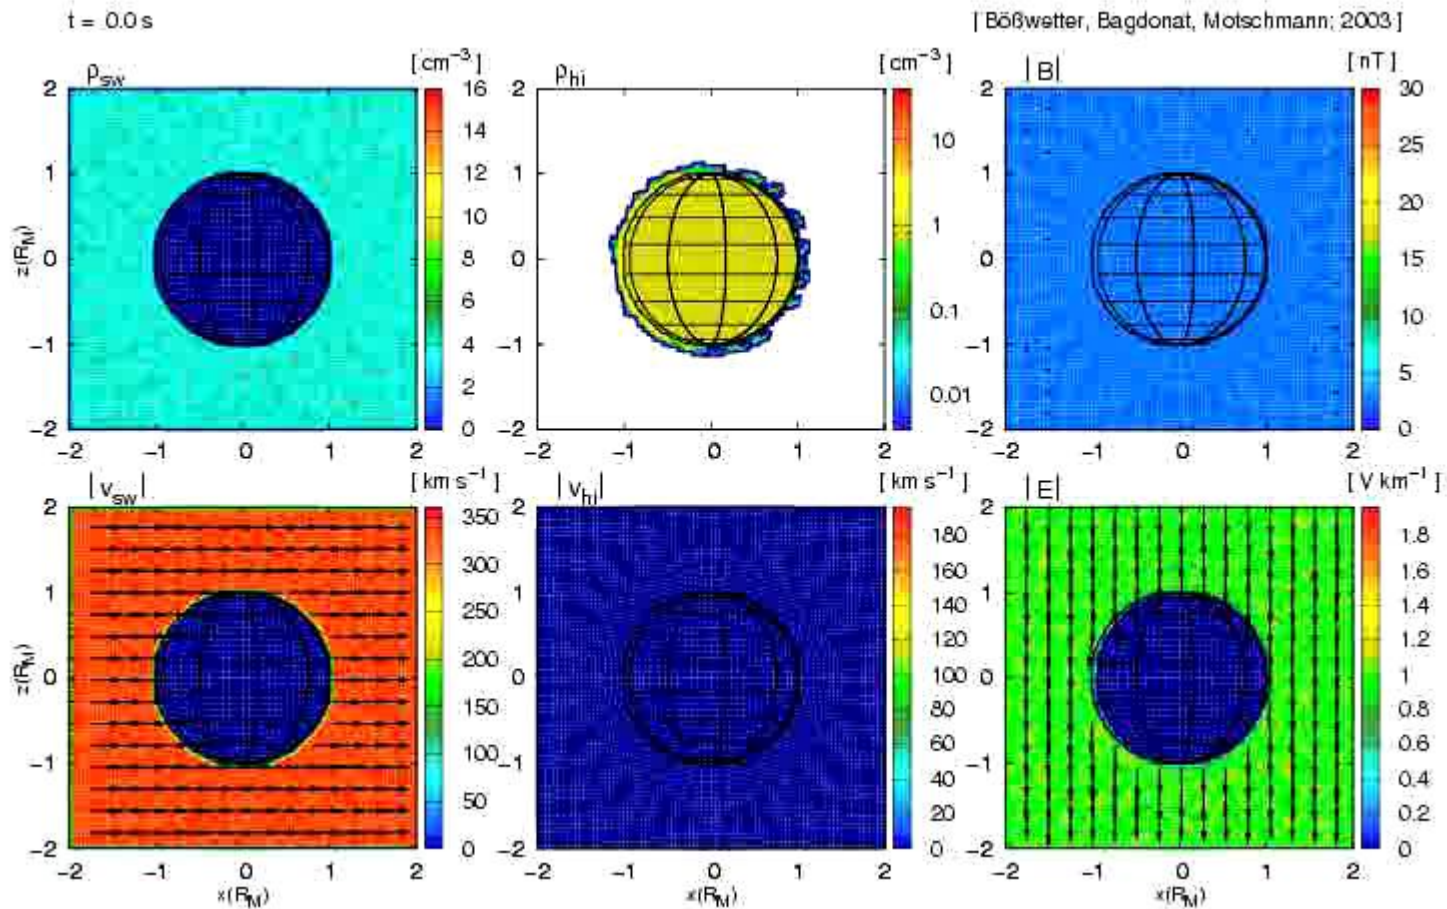 t = 0.0 s
[ Bößwetter, Bagdonat, Motschmann; 2003 ]
ρsw [ cm⁻³ ]
ρhi [ cm⁻³ ]
|B| [ nT ]
2 1 0 −1 −2
z(RM)
−2 −1 0 1 2
16 14 12 10 8 6 4 2 0
2 1 0 −1 −2
−2 −1 0 1 2
10 1 0.1 0.01
2 1 0 −1 −2
−2 −1 0 1 2
30 25 20 15 10 5 0
|vsw| [ km s⁻¹ ]
|vhi| [ km s⁻¹ ]
|E| [ V km⁻¹ ]
2 1 0 −1 −2
z(RM)
−2 −1 0 1 2
x(RM)
350 300 250 200 150 100 50 0
2 1 0 −1 −2
−2 −1 0 1 2
x(RM)
180 160 140 120 100 80 60 40 20 0
2 1 0 −1 −2
−2 −1 0 1 2
x(RM)
1.8 1.6 1.4 1.2 1 0.8 0.6 0.4 0.2 0